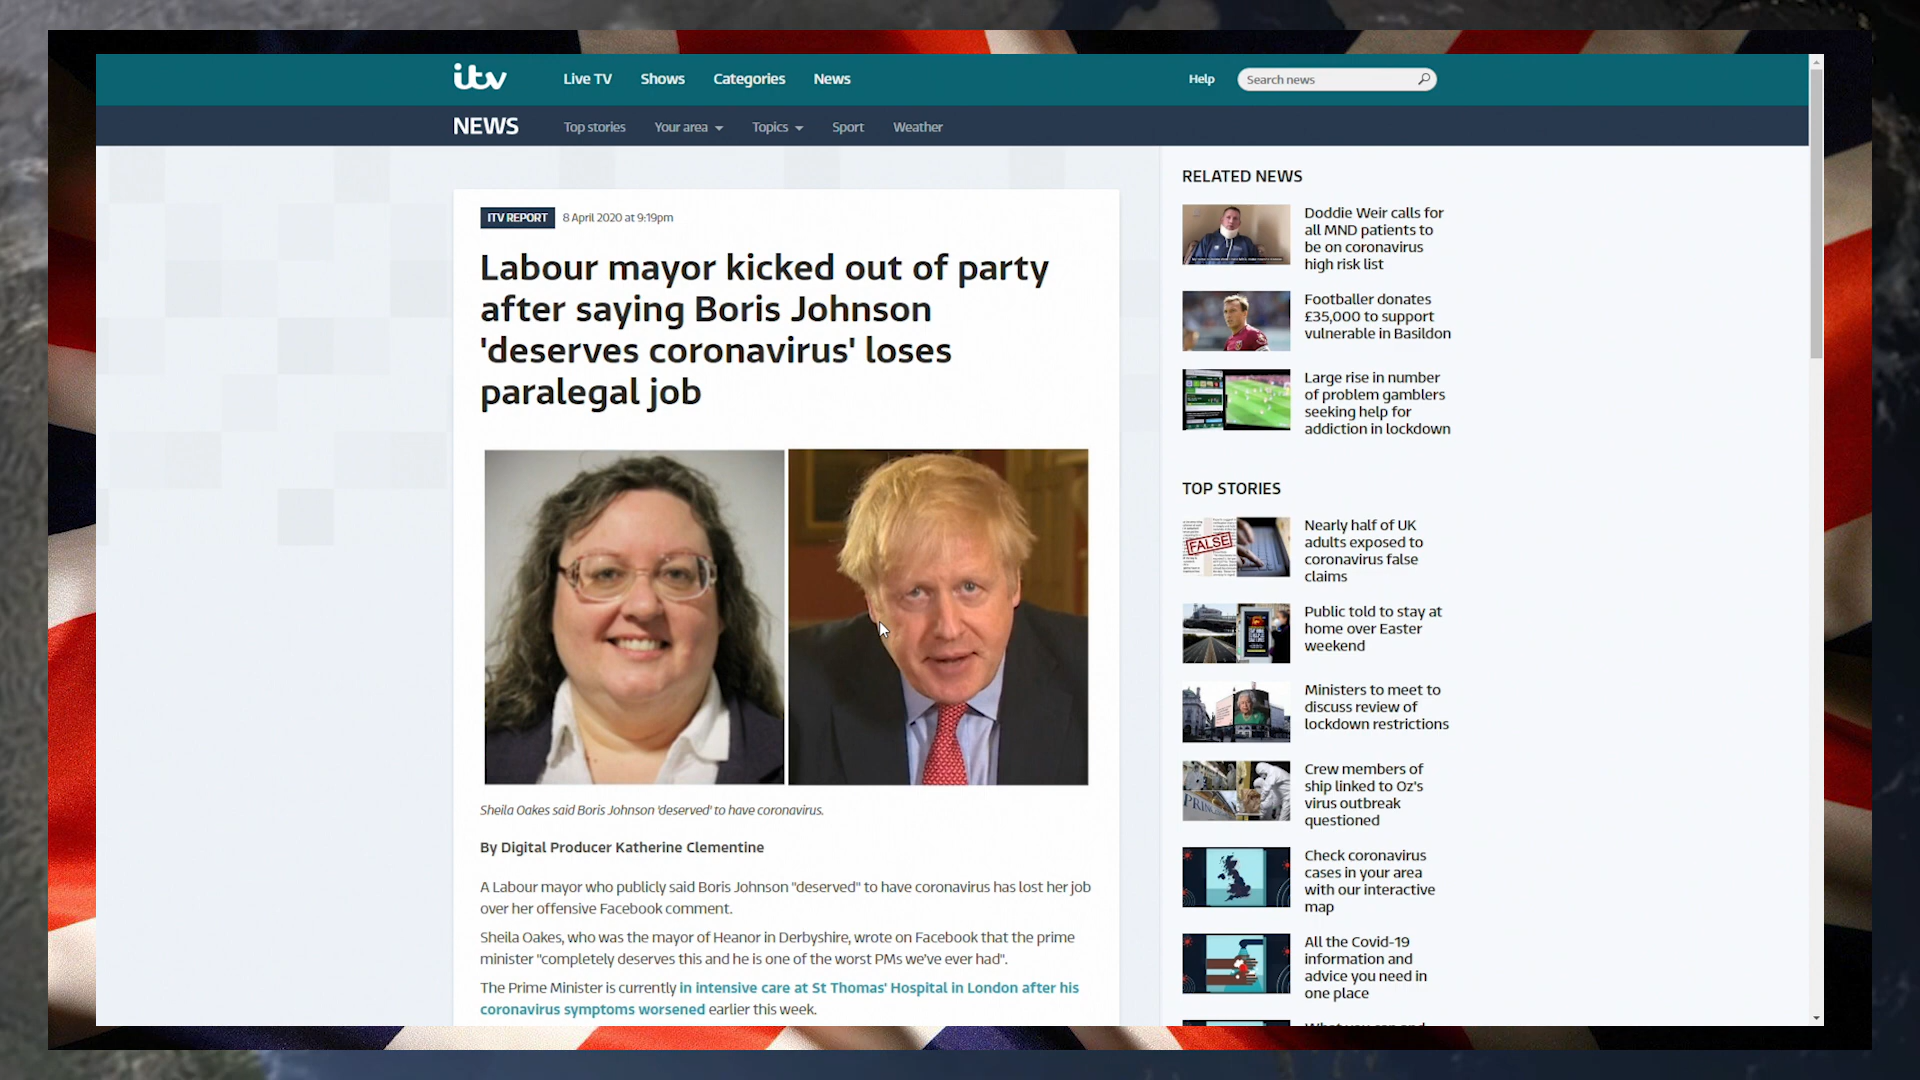 itv
Live TV
Shows
Categories
News
Help
Search news
NEWS
Top stories
Your area
Topics
Sport
Weather
ITV REPORT
8 April 2020 at 9:19pm
Labour mayor kicked out of party
after saying Boris Johnson
'deserves coronavirus' loses
paralegal job
Sheila Oakes said Boris Johnson 'deserved' to have coronavirus.
By Digital Producer Katherine Clementine
A Labour mayor who publicly said Boris Johnson "deserved" to have coronavirus has lost her job
over her offensive Facebook comment.
Sheila Oakes, who was the mayor of Heanor in Derbyshire, wrote on Facebook that the prime
minister "completely deserves this and he is one of the worst PMs we've ever had".
The Prime Minister is currently in intensive care at St Thomas' Hospital in London after his
coronavirus symptoms worsened earlier this week.
RELATED NEWS
Doddie Weir calls for
all MND patients to
be on coronavirus
high risk list
Footballer donates
£35,000 to support
vulnerable in Basildon
Large rise in number
of problem gamblers
seeking help for
addiction in lockdown
TOP STORIES
FALSE
Nearly half of UK
adults exposed to
coronavirus false
claims
Public told to stay at
home over Easter
weekend
Ministers to meet to
discuss review of
lockdown restrictions
PRIN
Crew members of
ship linked to Oz's
virus outbreak
questioned
Check coronavirus
cases in your area
with our interactive
map
All the Covid-19
information and
advice you need in
one place